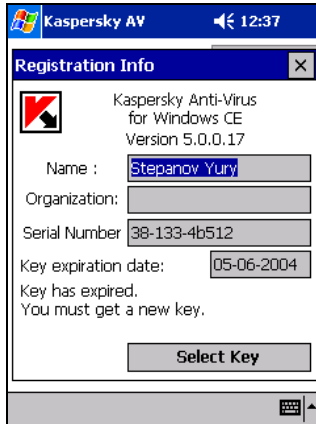 Kaspersky AV 12:37
Registration Info
Kaspersky Anti-Virus
for Windows CE
Version 5.0.0.17
Name : Stepanov Yury
Organization:
Serial Number 38-133-4b512
Key expiration date: 05-06-2004
Key has expired.
You must get a new key.
Select Key